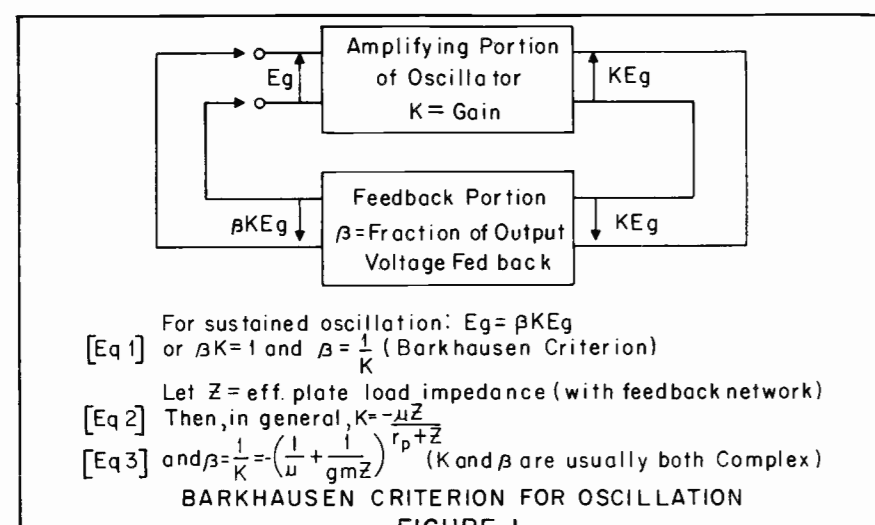 Amplifying Portion
of Oscillator
K = Gain
Eg
KEg
Feedback Portion
β=Fraction of Output
Voltage Fed back
βKEg
KEg
For sustained oscillation: Eg= βKEg
[Eq 1] or βK=1 and β= 1/K (Barkhausen Criterion)
Let Z = eff. plate load impedance (with feedback network)
[Eq 2] Then, in general, K= -μZ/(rp+Z)
[Eq 3] and β= 1/K =-(1/μ + 1/gmZ) (K and β are usually both Complex)
BARKHAUSEN CRITERION FOR OSCILLATION
FIGURE I